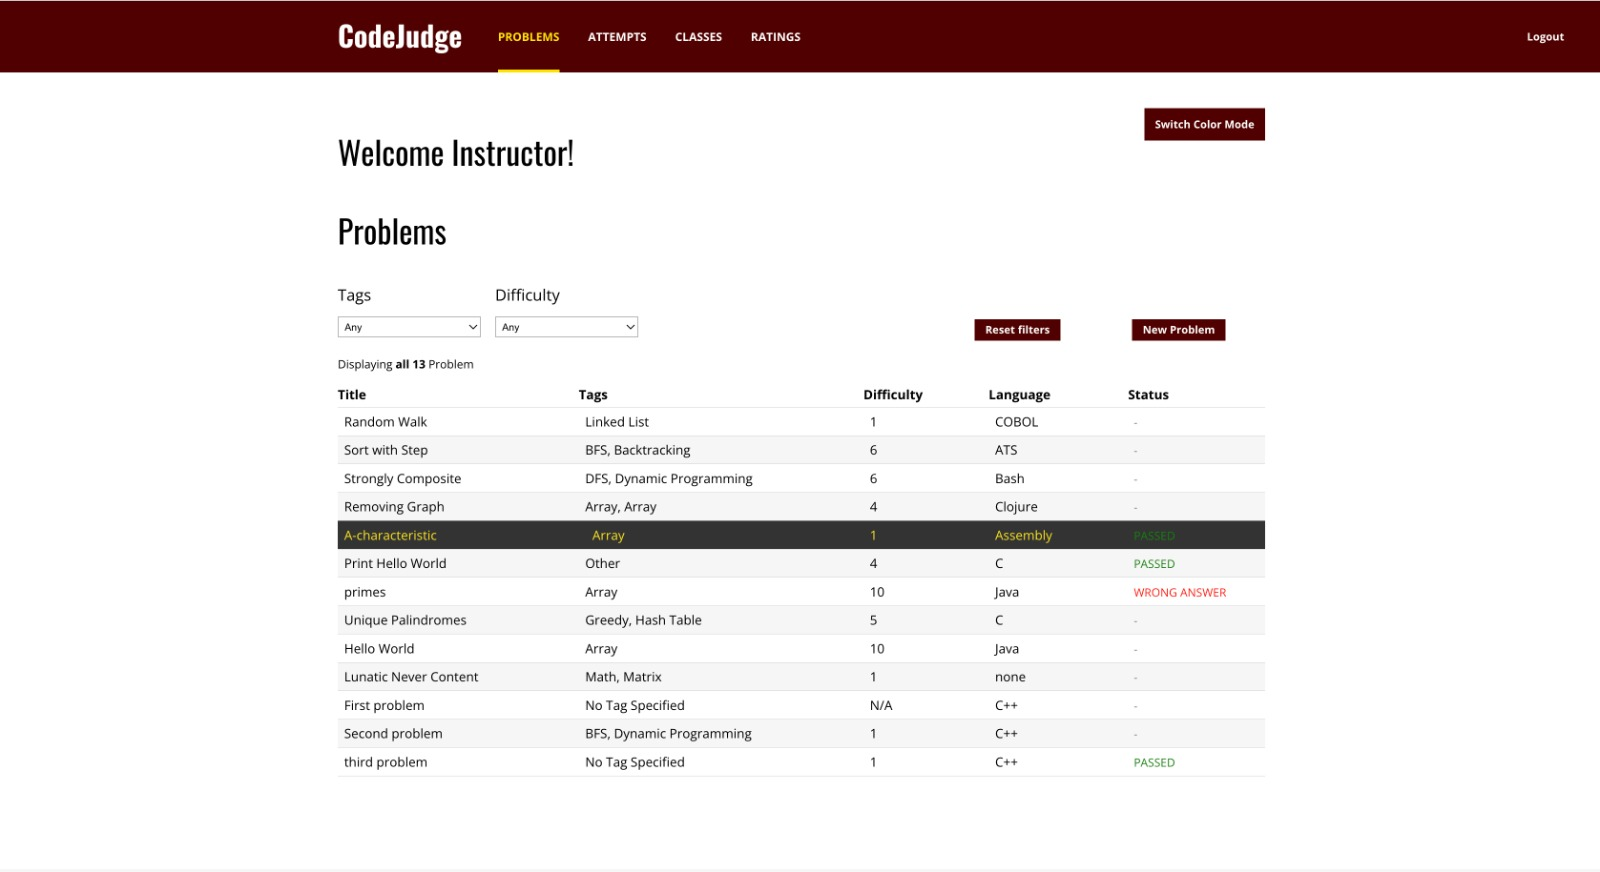 CodeJudge PROBLEMS ATTEMPTS CLASSES RATINGS Logout
Switch Color Mode
Welcome Instructor!
Problems
Tags Difficulty
Any Any Reset filters New Problem
Displaying all 13 Problem
Title Tags Difficulty Language Status
Random Walk Linked List 1 COBOL -
Sort with Step BFS, Backtracking 6 ATS -
Strongly Composite DFS, Dynamic Programming 6 Bash -
Removing Graph Array, Array 4 Clojure -
A-characteristic Array 1 Assembly PASSED
Print Hello World Other 4 C PASSED
primes Array 10 Java WRONG ANSWER
Unique Palindromes Greedy, Hash Table 5 C -
Hello World Array 10 Java -
Lunatic Never Content Math, Matrix 1 none -
First problem No Tag Specified N/A C++ -
Second problem BFS, Dynamic Programming 1 C++ -
third problem No Tag Specified 1 C++ PASSED